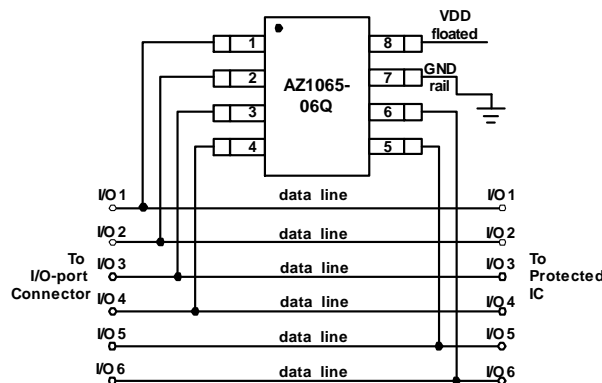 VDD
floated
1
8
2
7
GND
rail
AZ1065-
06Q
3
6
4
5
I/O 1
data line
I/O 1
I/O 2
data line
I/O 2
To
I/O-port
Connector
I/O 3
data line
I/O 3
To
Protected
IC
I/O 4
data line
I/O 4
I/O 5
data line
I/O 5
I/O 6
data line
I/O 6